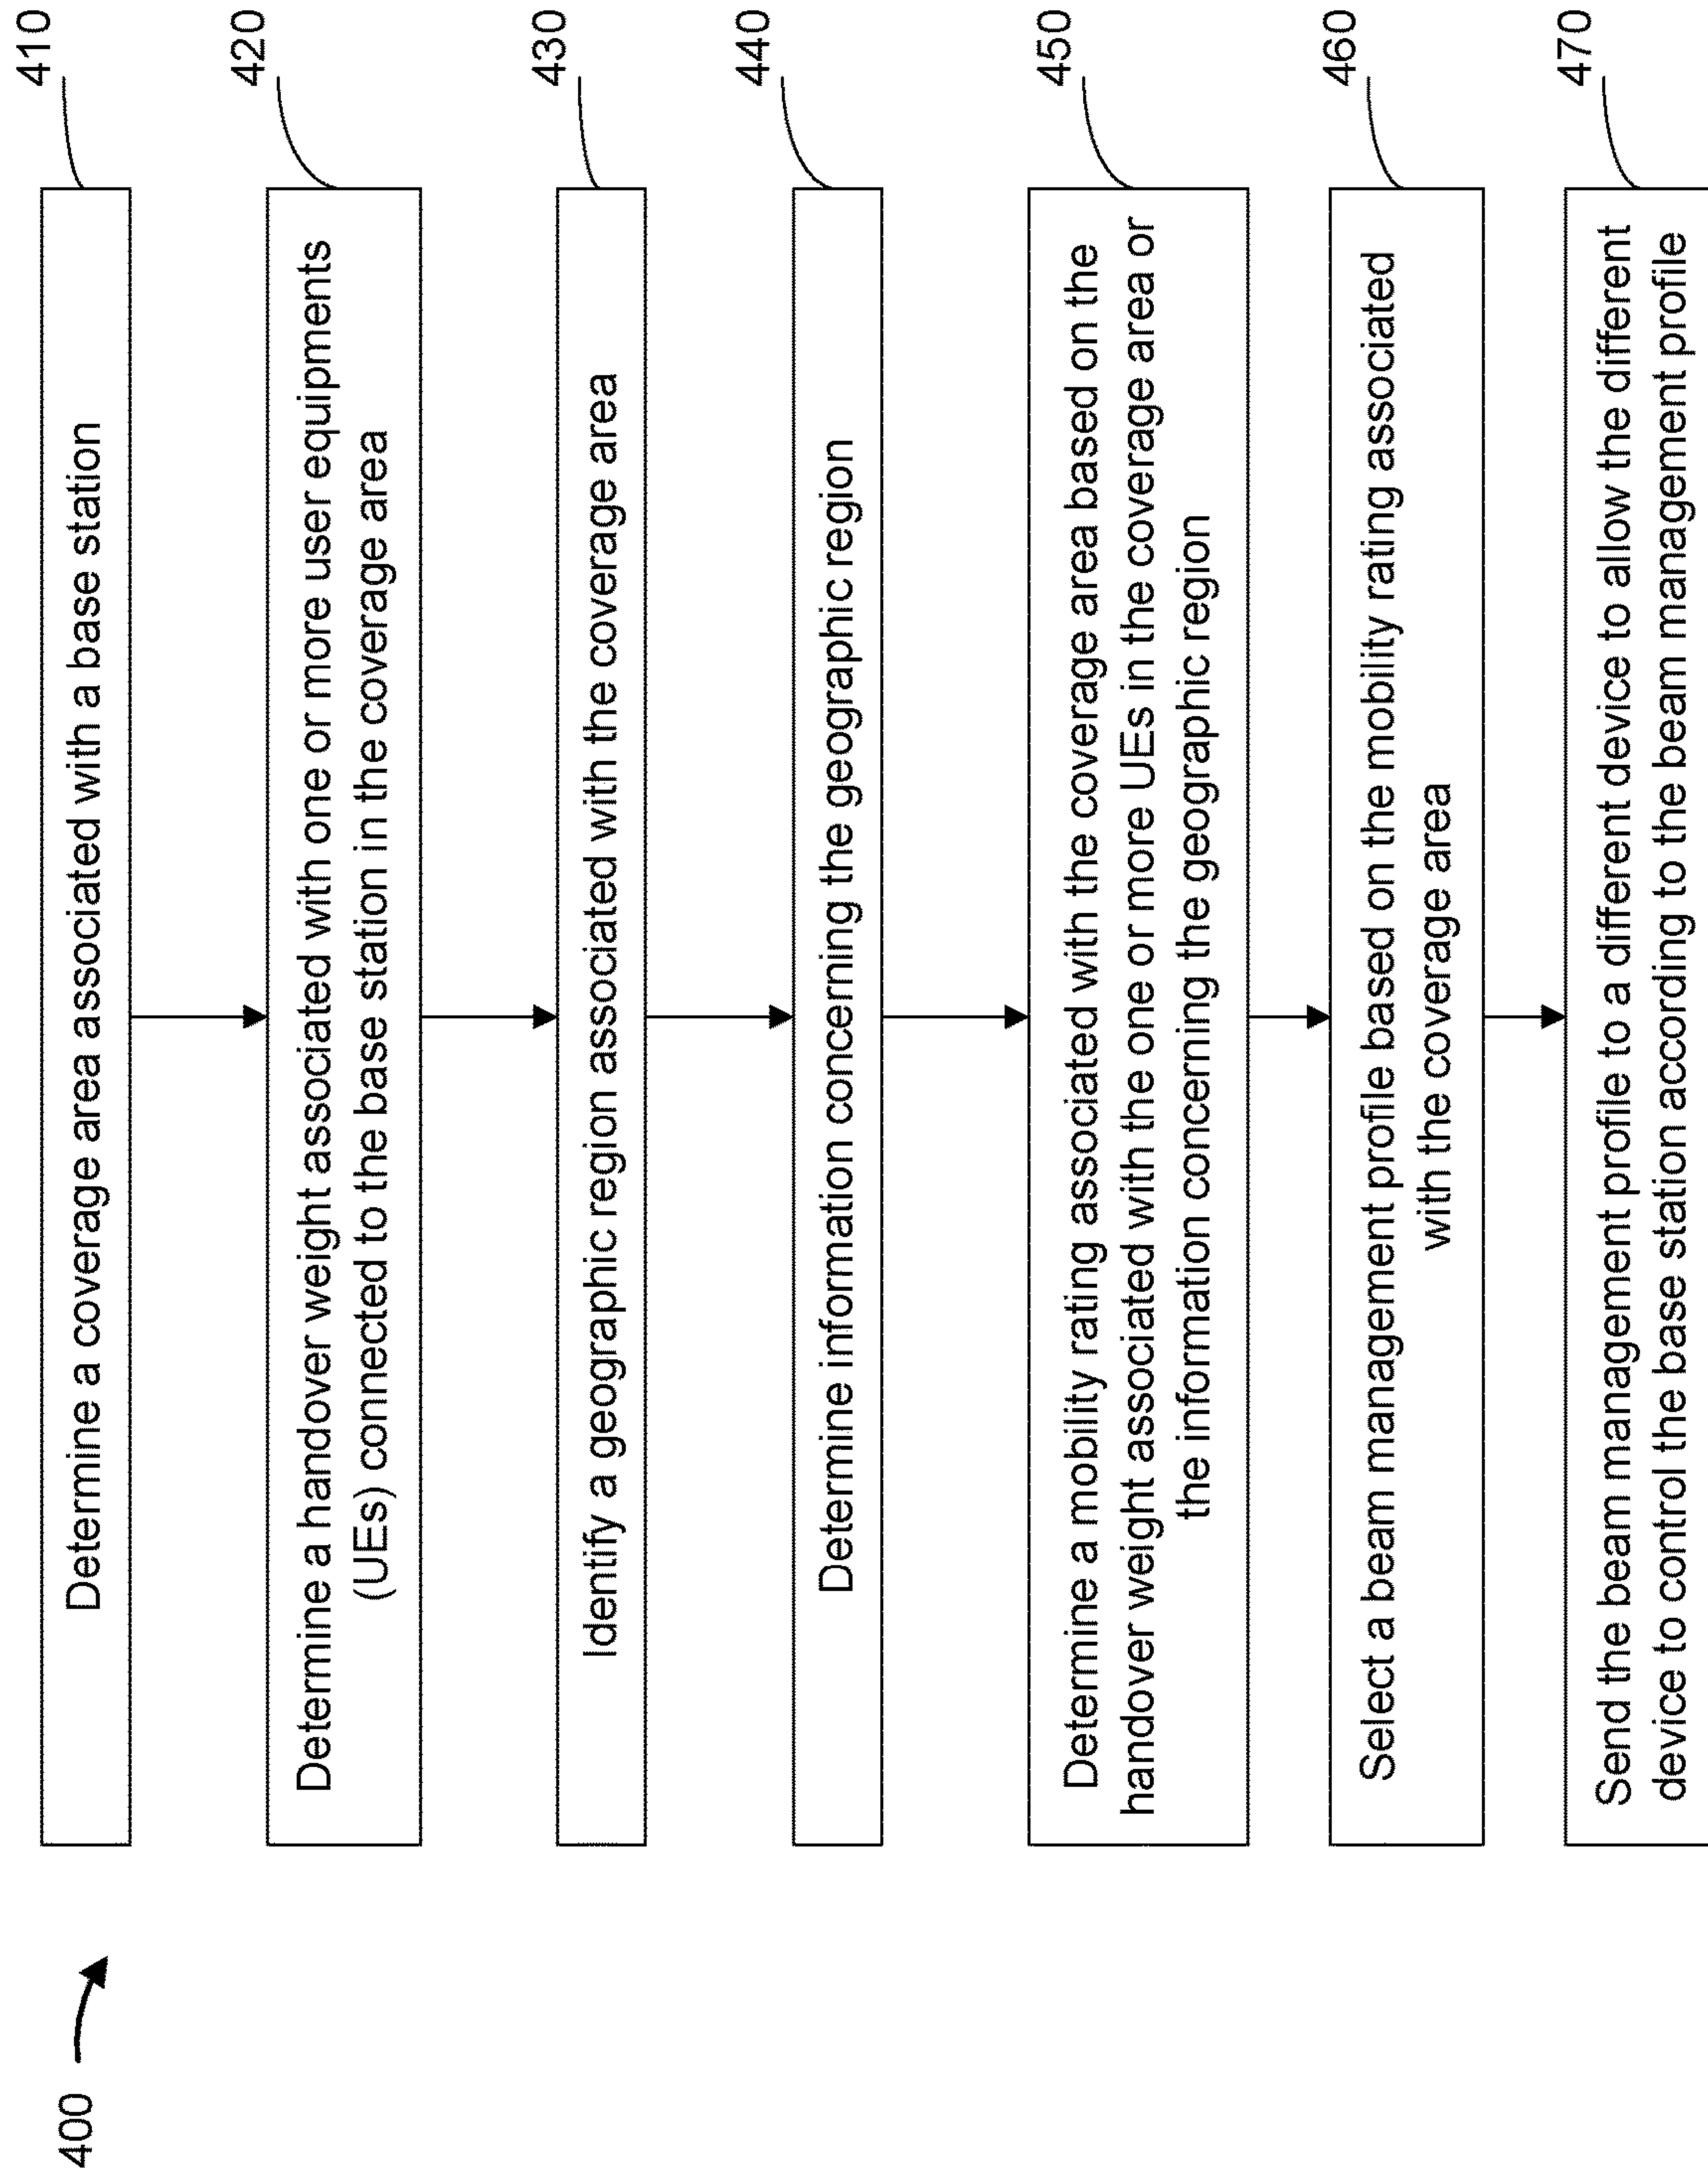 400
410
Determine a coverage area associated with a base station
420
Determine a handover weight associated with one or more user equipments
(UEs) connected to the base station in the coverage area
430
Identify a geographic region associated with the coverage area
440
Determine information concerning the geographic region
450
Determine a mobility rating associated with the coverage area based on the
handover weight associated with the one or more UEs in the coverage area or
the information concerning the geographic region
460
Select a beam management profile based on the mobility rating associated
with the coverage area
470
Send the beam management profile to a different device to allow the different
device to control the base station according to the beam management profile